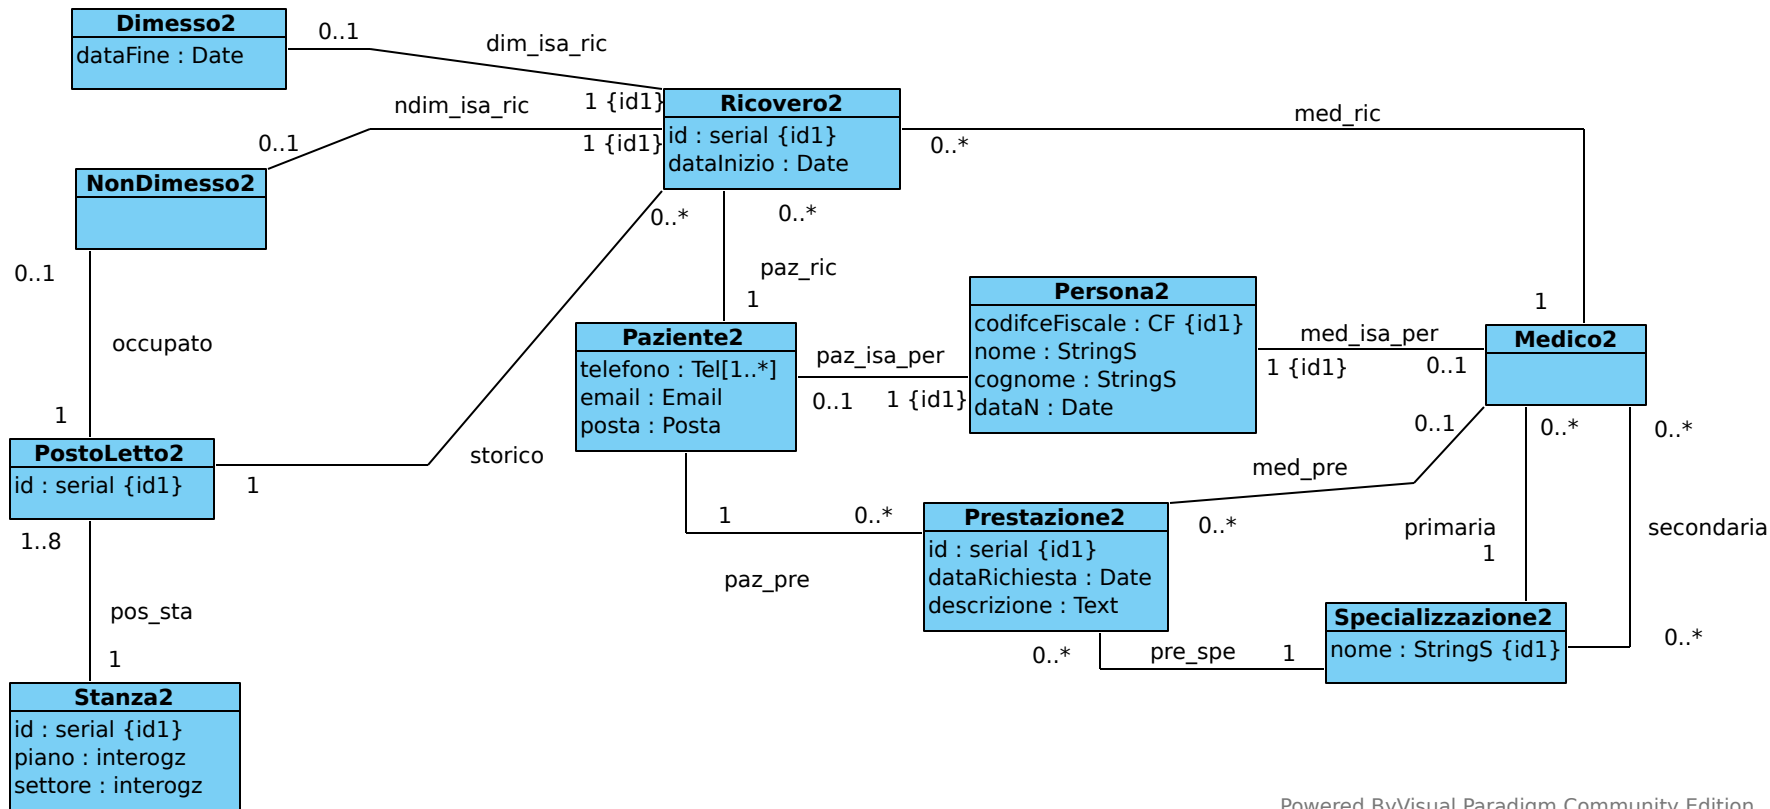 Dimesso2
dataFine : Date
0..1
dim_isa_ric
1 {id1}
ndim_isa_ric
0..1
1 {id1}
Ricovero2
id : serial {id1}
dataInizio : Date
med_ric
0..*
1
NonDimesso2
0..1
occupato
1
0..*
0..*
paz_ric
1
Paziente2
telefono : Tel[1..*]
email : Email
posta : Posta
paz_isa_per
0..1
1 {id1}
Persona2
codifceFiscale : CF {id1}
nome : StringS
cognome : StringS
dataN : Date
med_isa_per
1 {id1}
0..1
Medico2
PostoLetto2
id : serial {id1}
1
storico
1..8
pos_sta
1
Stanza2
id : serial {id1}
piano : interogz
settore : interogz
1
0..*
paz_pre
Prestazione2
id : serial {id1}
dataRichiesta : Date
descrizione : Text
0..1
med_pre
0..*
0..*
primaria
1
0..*
secondaria
0..*
Specializzazione2
nome : StringS {id1}
0..*
pre_spe
1
Powered ByVisual Paradigm Community Edition